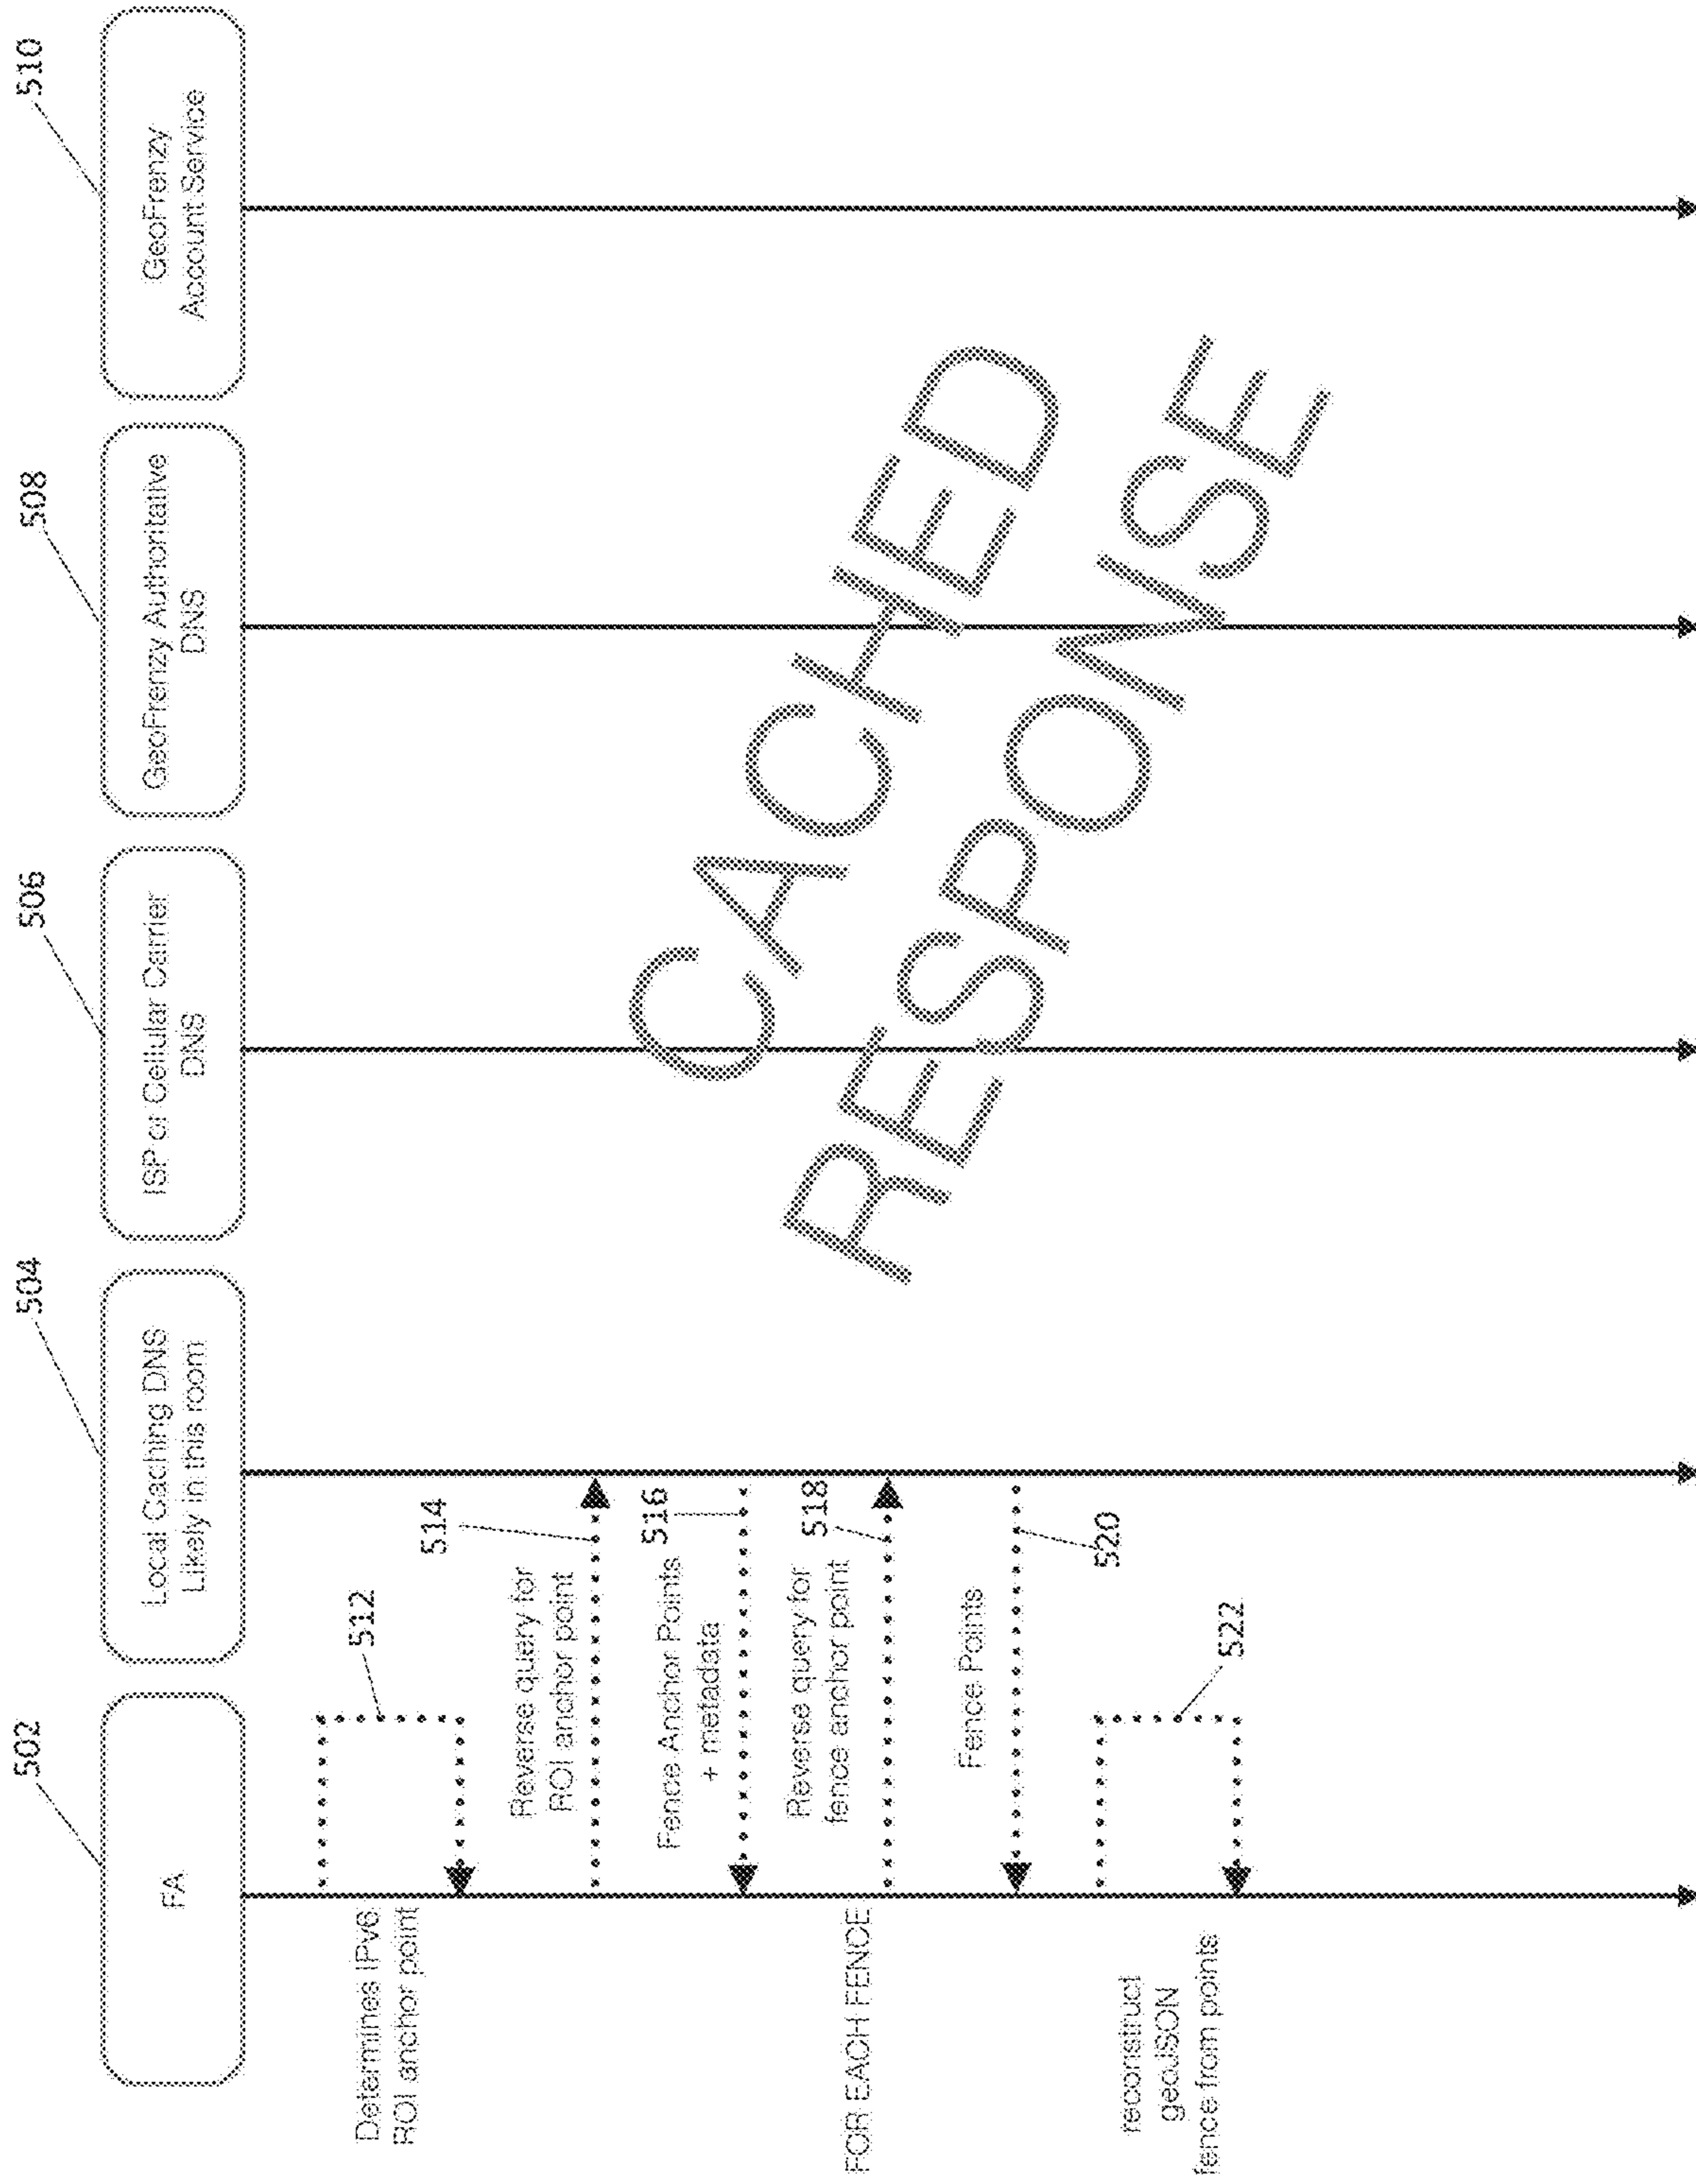 502
504
506
508
510
FA
Local Caching DNS
Likely in this room
ISP or Cellular Carrier
DNS
GeoFrenzy Authoritative
DNS
GeoFrenzy
Account Service
Determines IPv6
ROI anchor point
512
Reverse query for
ROI anchor point
514
Fence Anchor Points
+ metadata
516
FOR EACH FENCE
Reverse query for
fence anchor point
518
Fence Points
520
reconstruct
geoJSON
fence from points
522
CACHED
RESPONSE